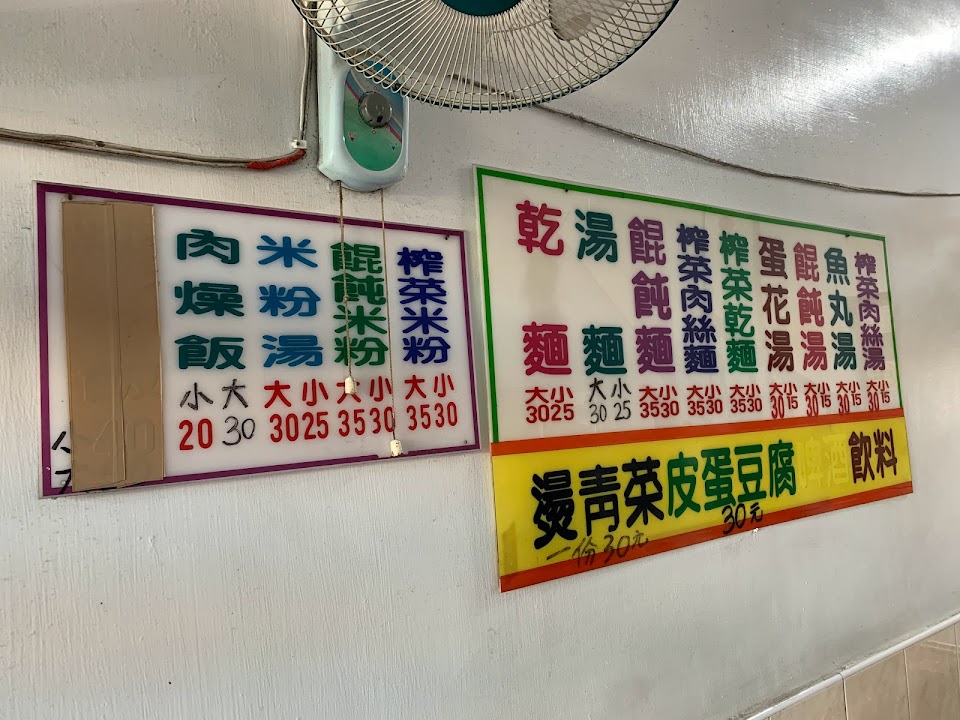 肉燥飯
小 大
20 30
米粉湯
大 小
30 25
餛飩米粉
大 小
35 30
榨菜米粉
大 小
35 30
乾麵
大 小
30 25
湯麵
大 小
30 25
餛飩麵
大 小
35 30
榨菜肉絲麵
大 小
35 30
榨菜乾麵
大 小
35 30
蛋花湯
大 小
30 15
餛飩湯
大 小
30 15
魚丸湯
大 小
30 15
榨菜肉絲湯
大 小
30 15
燙青菜 皮蛋豆腐 啤酒 飲料
一份30元 30元